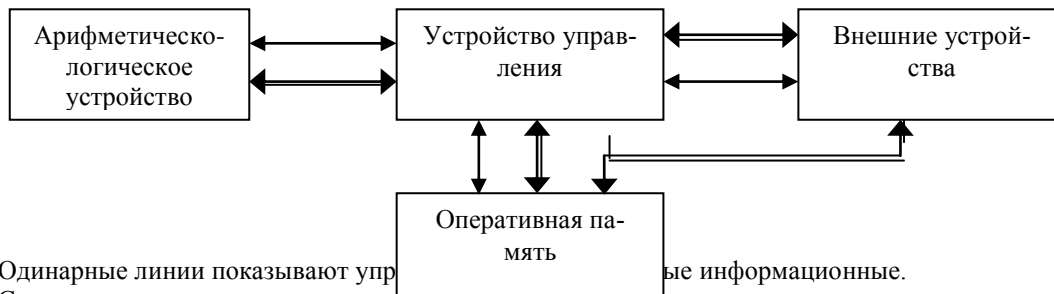 Арифметическо-
логическое
устройство
Устройство управ-
ления
Внешние устрой-
ства
Оперативная па-
мять
Одинарные линии показывают упр ые информационные.